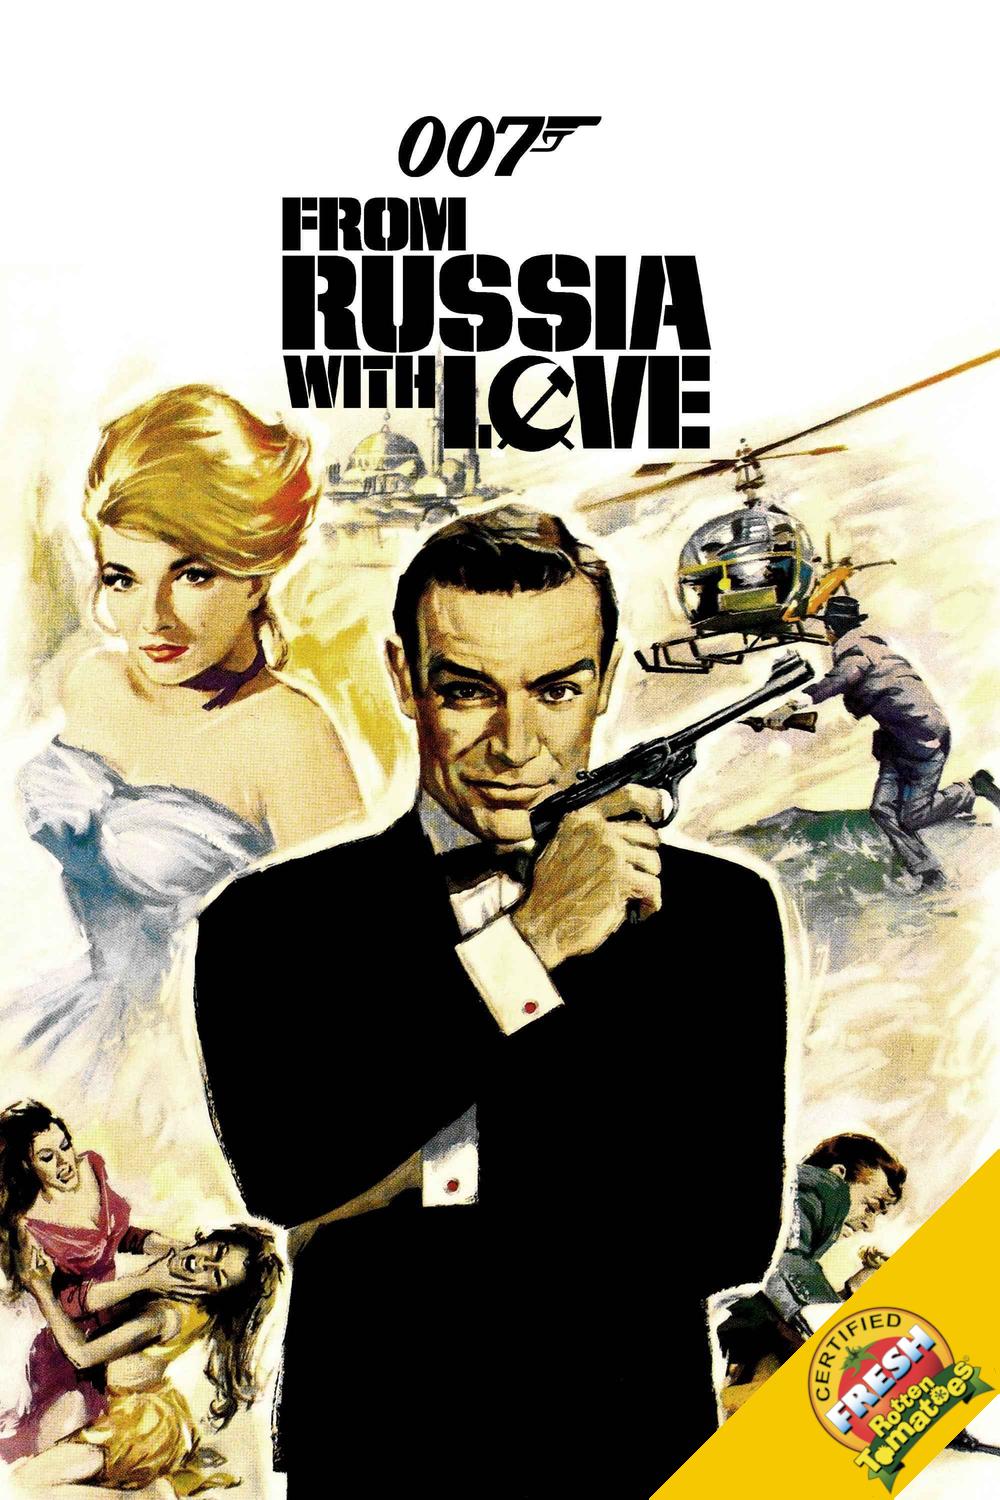 007
FROM
RUSSIA
WITH LOVE
CERTIFIED
FRESH
Rotten
Tomatoes